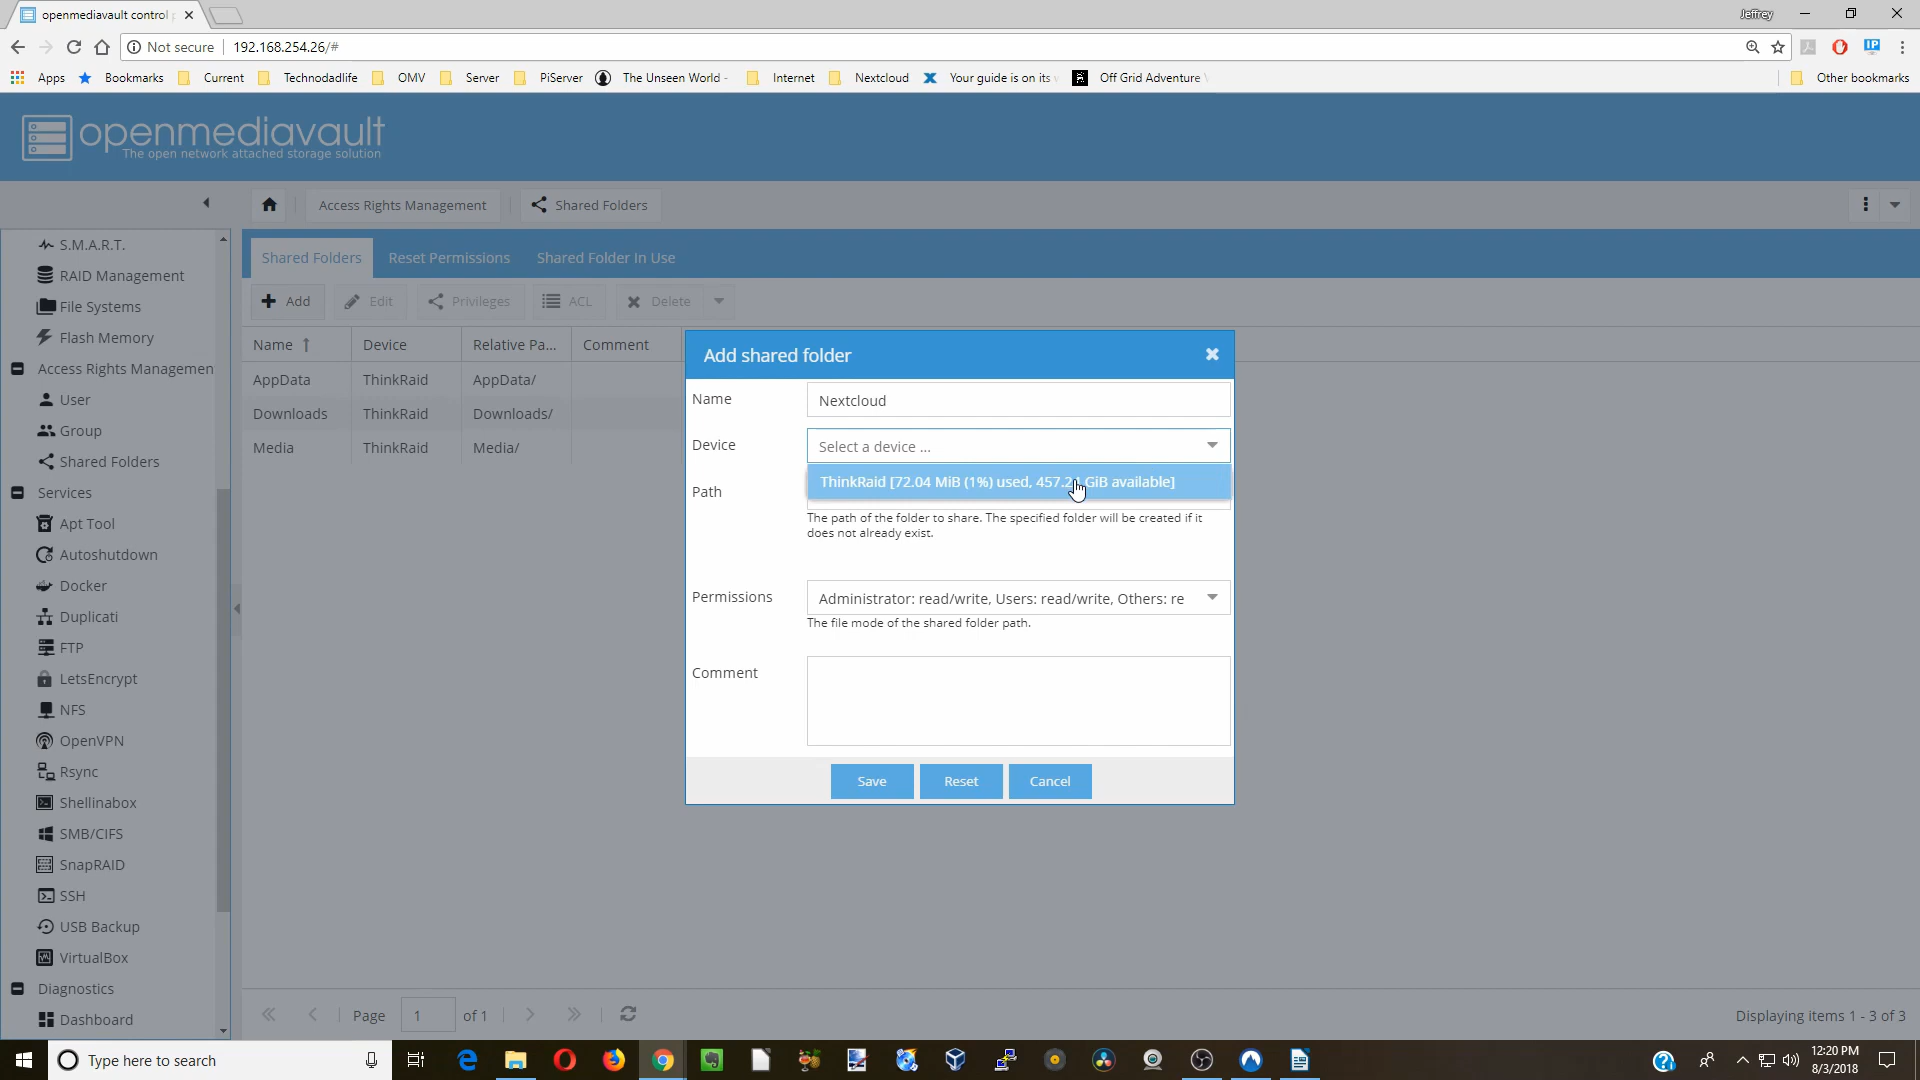 openmediavault control
Jeffrey
Not secure
192.168.254.26/#
Apps
Bookmarks
Current
Technodadlife
OMV
Server
PiServer
The Unseen World -
Internet
Nextcloud
Your guide is on its
Off Grid Adventure
Other bookmarks
openmediavault
The open network attached storage solution
Access Rights Management
Shared Folders
S.M.A.R.T.
RAID Management
File Systems
Flash Memory
Access Rights Managemen
User
Group
Shared Folders
Services
Apt Tool
Autoshutdown
Docker
Duplicati
FTP
LetsEncrypt
NFS
OpenVPN
Rsync
Shellinabox
SMB/CIFS
SnapRAID
SSH
USB Backup
VirtualBox
Diagnostics
Dashboard
Shared Folders
Reset Permissions
Shared Folder In Use
Add
Edit
Privileges
ACL
Delete
Name
Device
Relative Pa...
Comment
AppData
ThinkRaid
AppData/
Downloads
ThinkRaid
Downloads/
Media
ThinkRaid
Media/
Add shared folder
Name
Nextcloud
Device
Select a device ...
ThinkRaid [72.04 MiB (1%) used, GiB available]
Path
The path of the folder to share. The specified folder will be created if it
does not already exist.
Permissions
Administrator: read/write, Users: read/write, Others: re
The file mode of the shared folder path.
Comment
Save
Reset
Cancel
Page
1
of 1
Displaying items 1 - 3 of 3
Type here to search
12:20 PM
8/3/2018